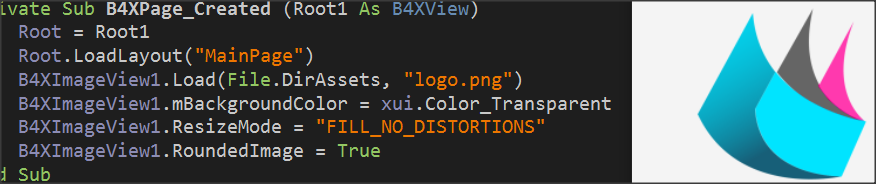 ivate Sub B4XPage_Created (Root1 As B4XView)
Root = Root1
Root.LoadLayout("MainPage")
B4XImageView1.Load(File.DirAssets, "logo.png")
B4XImageView1.mBackgroundColor = xui.Color_Transparent
B4XImageView1.ResizeMode = "FILL_NO_DISTORTIONS"
B4XImageView1.RoundedImage = True
d Sub